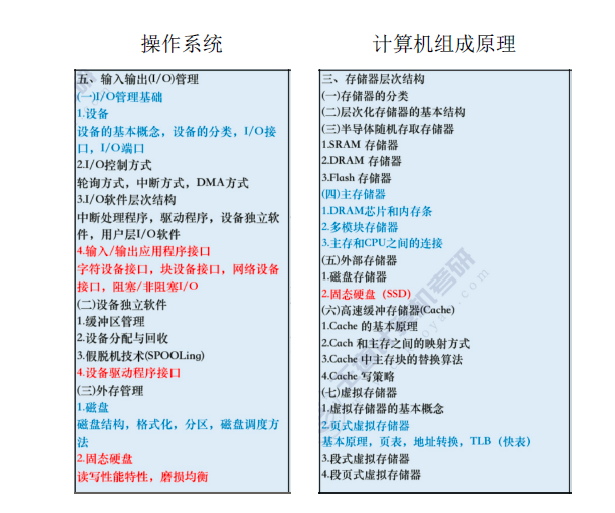 操作系统
五、输入输出(I/O)管理
(一)I/O管理基础
1.设备
设备的基本概念，设备的分类，I/O接
口，I/O端口
2.I/O控制方式
轮询方式，中断方式，DMA方式
3.I/O软件层次结构
中断处理程序，驱动程序，设备独立软
件，用户层I/O软件
4.输入/输出应用程序接口
字符设备接口，块设备接口，网络设备
接口，阻塞/非阻塞I/O
(二)设备独立软件
1.缓冲区管理
2.设备分配与回收
3.假脱机技术(SPOOLing)
4.设备驱动程序接口
(三)外存管理
1.磁盘
磁盘结构，格式化，分区，磁盘调度方
法
2.固态硬盘
读写性能特性，磨损均衡
计算机组成原理
三、存储器层次结构
(一)存储器的分类
(二)层次化存储器的基本结构
(三)半导体随机存取存储器
1.SRAM 存储器
2.DRAM 存储器
3.Flash 存储器
(四)主存储器
1.DRAM芯片和内存条
2.多模块存储器
3.主存和CPU之间的连接
(五)外部存储器
1.磁盘存储器
2.固态硬盘（SSD）
(六)高速缓冲存储器(Cache)
1.Cache 的基本原理
2.Cach 和主存之间的映射方式
3.Cache 中主存块的替换算法
4.Cache 写策略
(七)虚拟存储器
1.虚拟存储器的基本概念
2.页式虚拟存储器
基本原理，页表，地址转换，TLB（快表）
3.段式虚拟存储器
4.段页式虚拟存储器